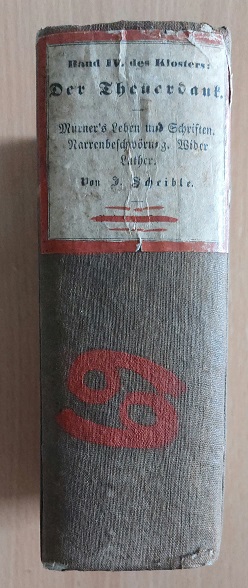 Band IV. des Klosters:
Der Theuerdank.
Murner's Leben und Schriften.
Narrenbeschwörung. Wider
Luther.
Von J. Scheible.
69